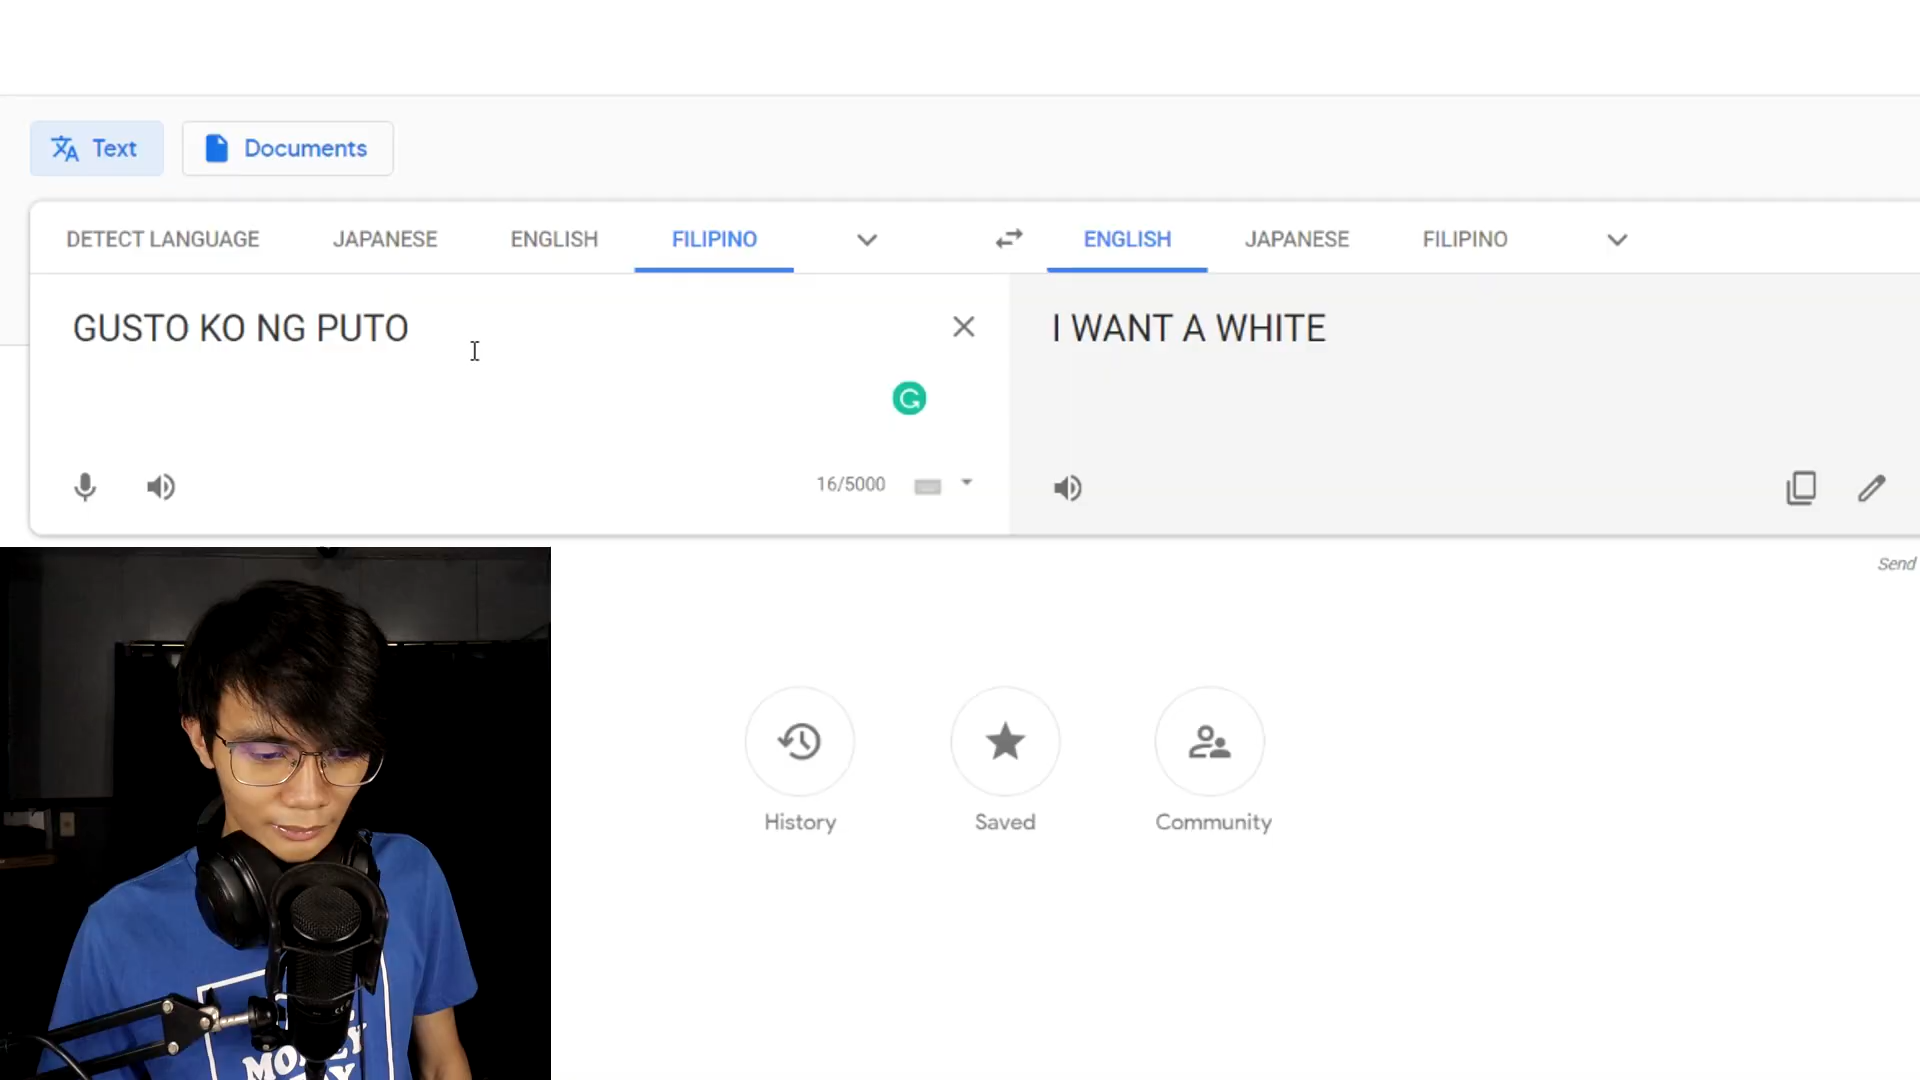 Text
Documents
DETECT LANGUAGE JAPANESE ENGLISH FILIPINO
ENGLISH JAPANESE FILIPINO
GUSTO KO NG PUTO
I WANT A WHITE
16/5000
Send
History
Saved
Community